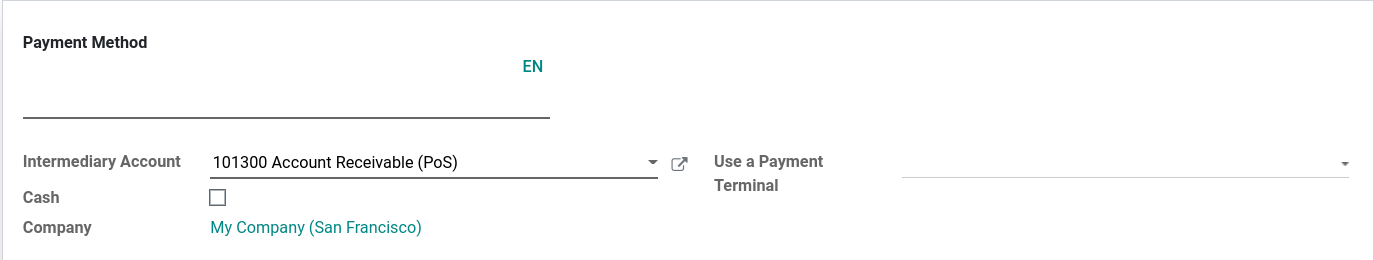 Payment Method
EN
Intermediary Account
101300 Account Receivable (PoS)
Use a Payment
Terminal
Cash
Company
My Company (San Francisco)